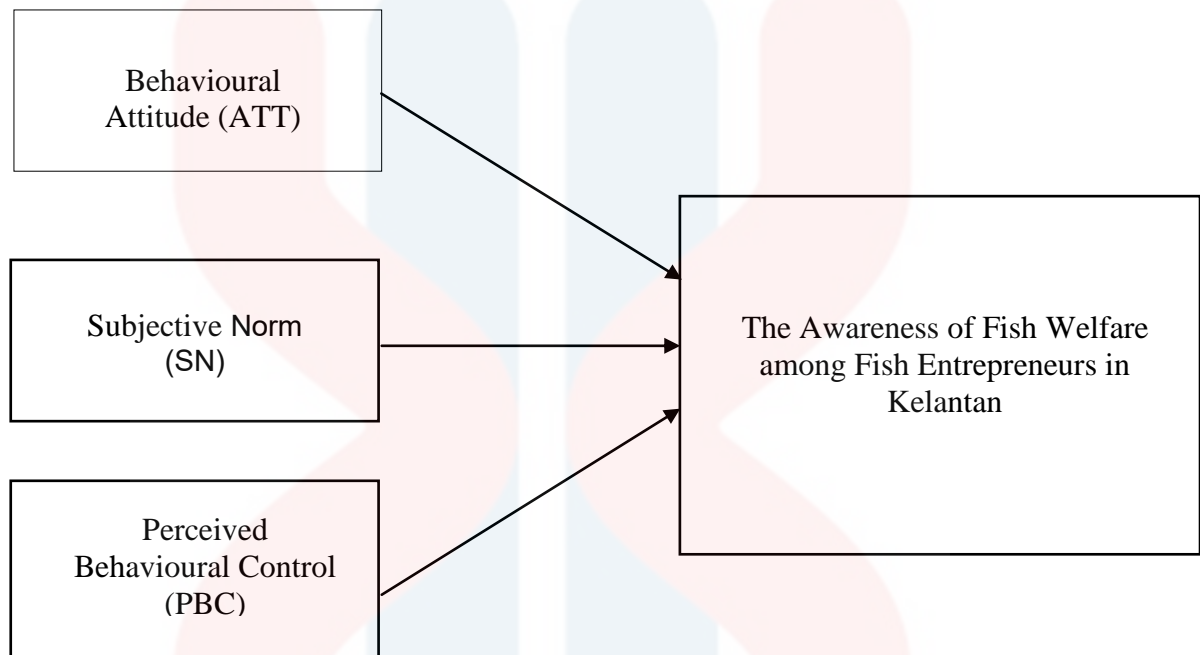 Behavioural
Attitude (ATT)
Subjective Norm
(SN)
Perceived
Behavioural Control
(PBC)
The Awareness of Fish Welfare
among Fish Entrepreneurs in
Kelantan